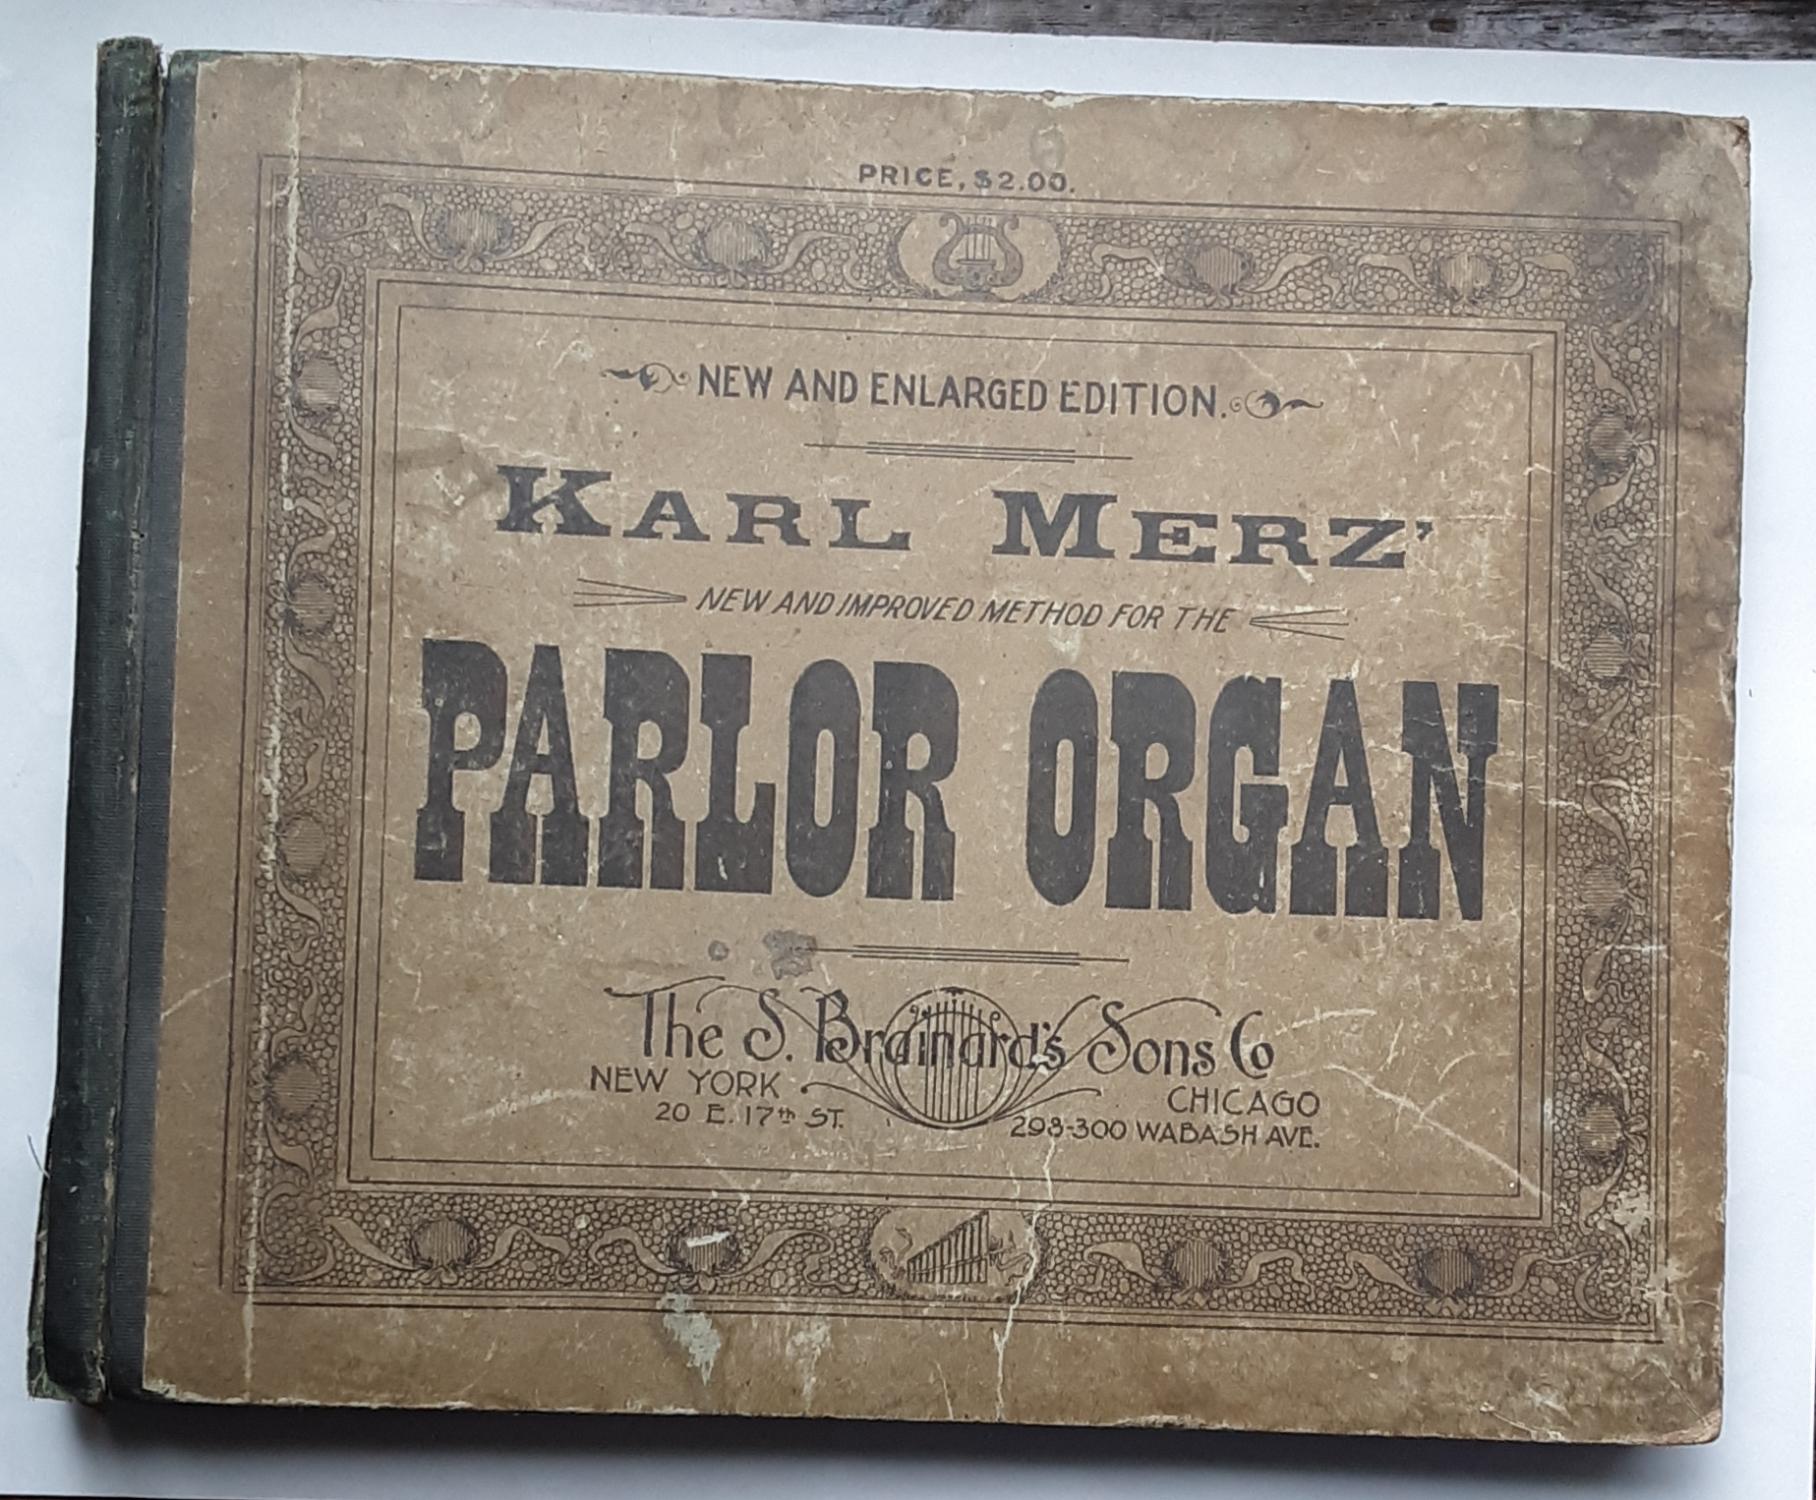 PRICE, $2.00.
NEW AND ENLARGED EDITION.
KARL MERZ'
NEW AND IMPROVED METHOD FOR THE
PARLOR ORGAN
The S. Brainard's Sons Co
NEW YORK
20 E. 17th ST.
CHICAGO
298-300 WABASH AVE.